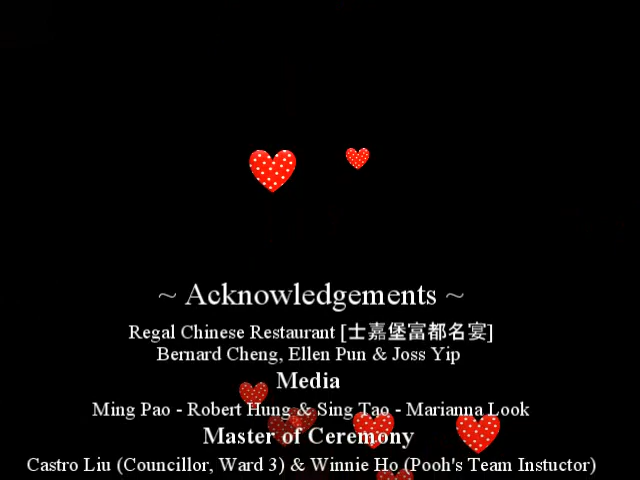 ~ Acknowledgements ~
Regal Chinese Restaurant [士嘉堡富都名宴]
Bernard Cheng, Ellen Pun & Joss Yip
Media
Ming Pao - Robert Hung & Sing Tao - Marianna Look
Master of Ceremony
Castro Liu (Councillor, Ward 3) & Winnie Ho (Pooh's Team Instuctor)